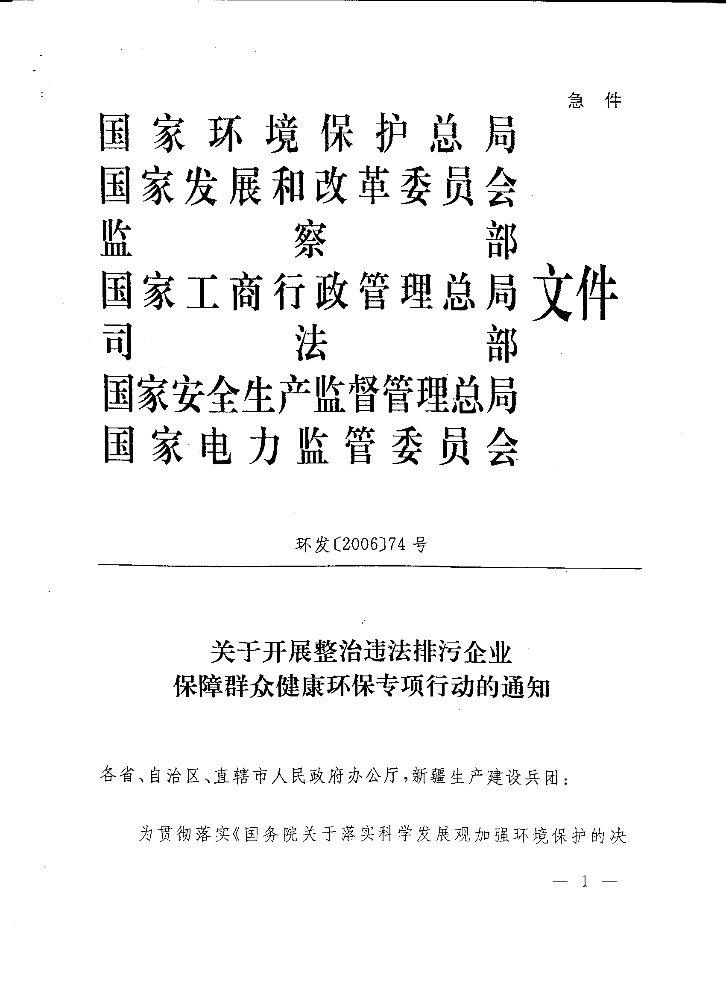 急 件
国家环境保护总局
国家发展和改革委员会
监察部
国家工商行政管理总局 文件
司法部
国家安全生产监督管理总局
国家电力监管委员会
环发〔2006〕74 号
关于开展整治违法排污企业
保障群众健康环保专项行动的通知
各省、自治区、直辖市人民政府办公厅，新疆生产建设兵团：
为贯彻落实《国务院关于落实科学发展观加强环境保护的决
— 1 —